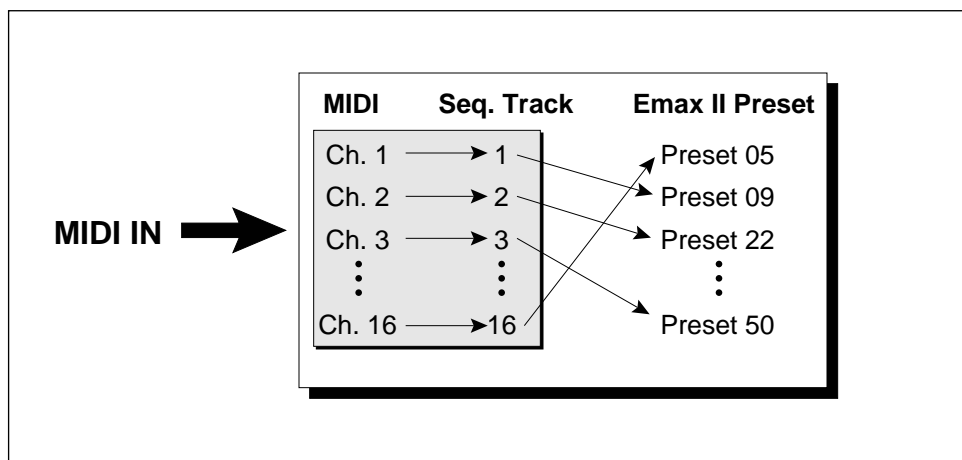 MIDI Seq. Track Emax II Preset
Ch. 1 1 Preset 05
Ch. 2 2 Preset 09
MIDI IN
Ch. 3 3 Preset 22
Ch. 16 16 Preset 50